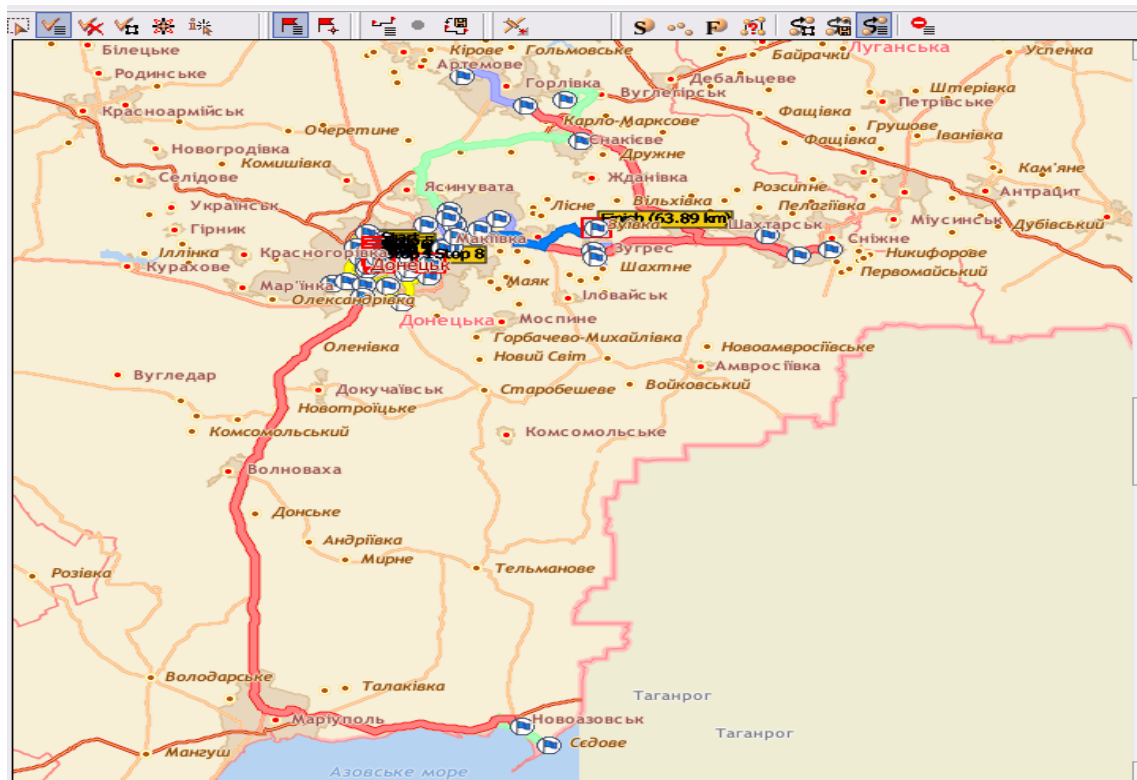 Білецьке
Кірове
Гольмовське
Байрачки
Луганська
Успенка
Родинське
Артемове
Горлівка
Дебальцеве
Штерівка
Красноармійськ
Вуглегірськ
Петрівське
Фащівка
Грушове
Очеретине
Карло-Марксове
Єнакієве
Фащівка
Іванівка
Новогродівка
Комишівка
Дружне
Кам'яне
Селідове
Ясинувата
Жданівка
Розсипне
Антрацит
Вільхівка
Пелагіївка
Українськ
Лісне
Finish (63.89 km)
Міусинськ
Дубівський
Гірник
Макіївка
Зуївка
Шахтарськ
Сніжне
Іллінка
Красногорівка
Stop 8
Зугрес
Никифорове
Курахове
Донецьк
Шахтне
Первомайський
Мар'їнка
Маяк
Олександрівка
Іловайськ
Донецька
Моспине
Оленівка
Горбачево-Михайлівка
Новоамвросіївське
Новий Світ
Амвросіївка
Вугледар
Докучаївськ
Старобешеве
Войковський
Новотроїцьке
Комсомольський
Комсомольське
Волноваха
Донське
Андріївка
Мирне
Тельманове
Розівка
Володарське
Талаківка
Таганрог
Маріуполь
Новоазовськ
Таганрог
Сєдове
Мангуш
Азовське море